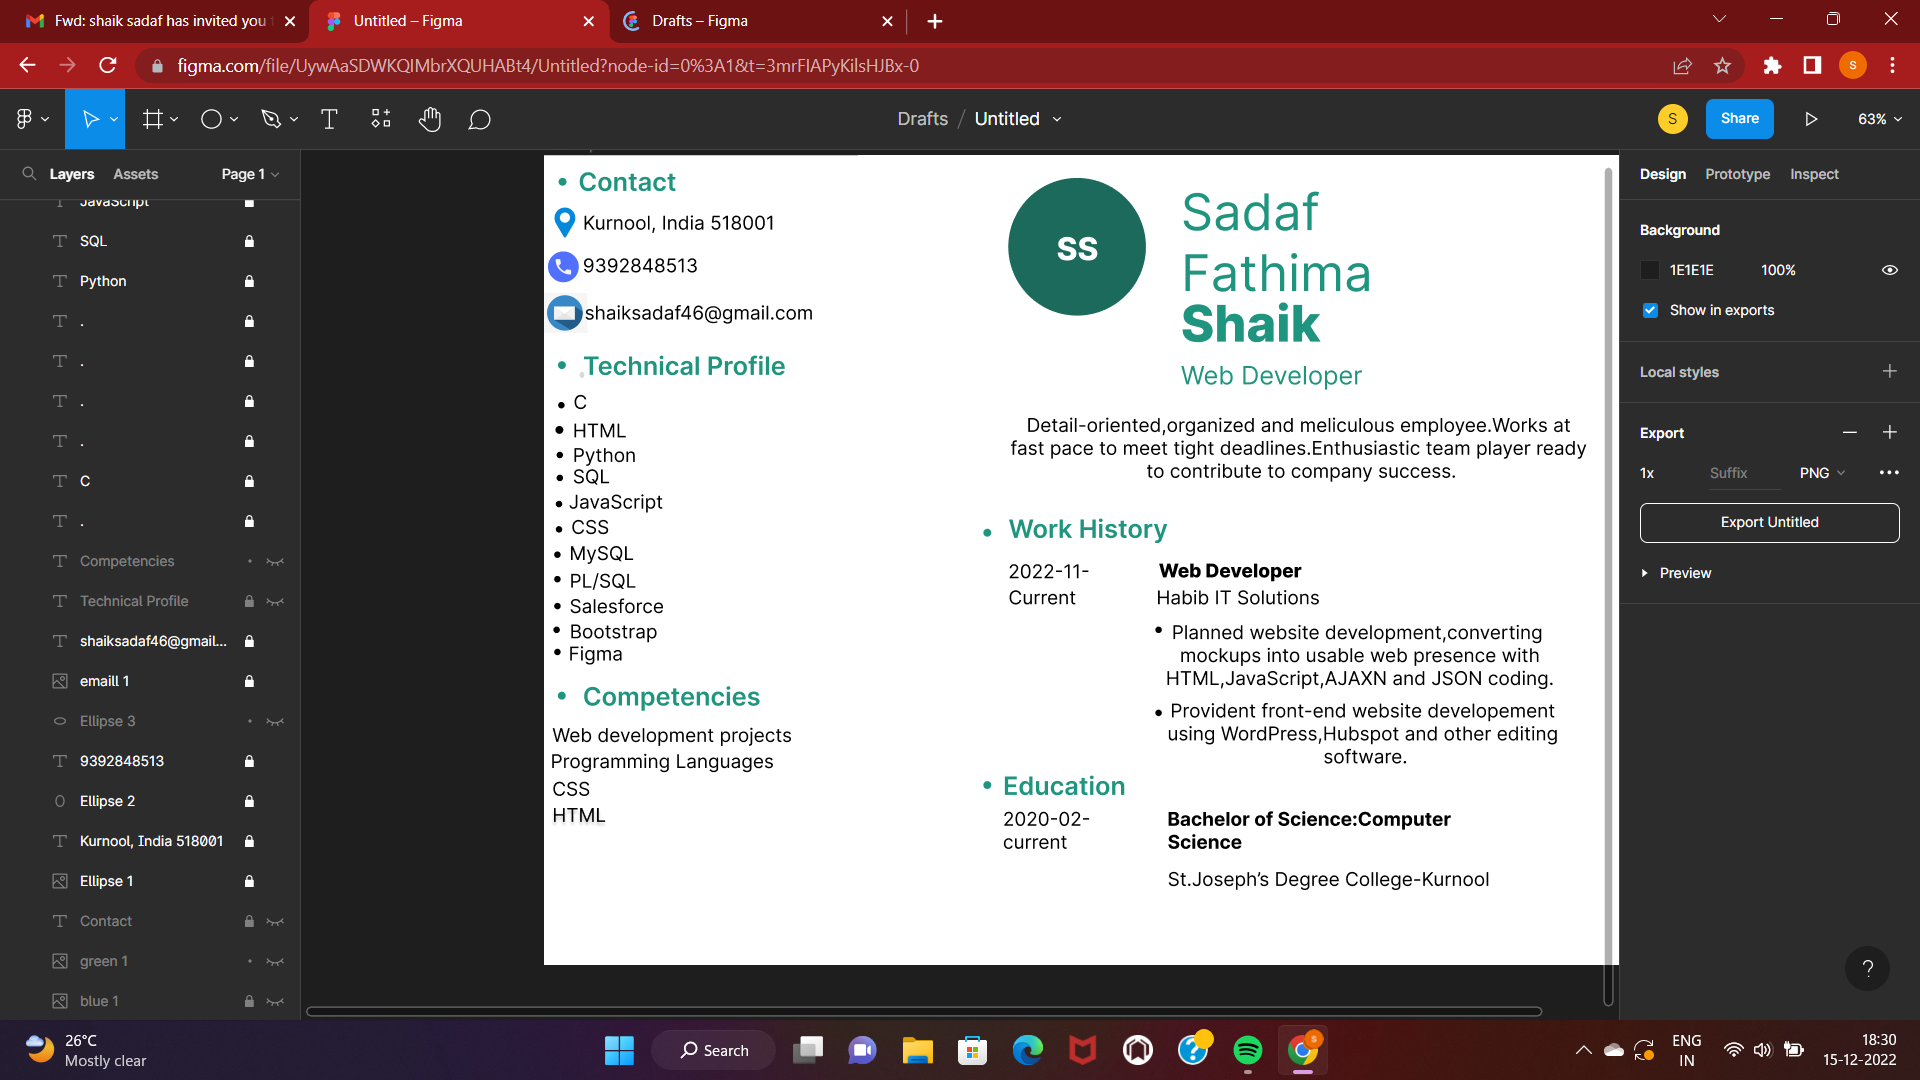 Fwd: shaik sadaf has invited you
Untitled – Figma
Drafts – Figma
figma.com/file/UywAaSDWKQIMbrXQUHABt4/Untitled?node-id=0%3A1&t=3mrFIAPyKilsHJBx-0
S
Drafts / Untitled
S
Share
63%
Layers
Assets
Page 1
JavaScript
SQL
Python
.
.
.
.
C
.
Competencies
Technical Profile
shaiksadaf46@gmail...
emaill 1
Ellipse 3
9392848513
Ellipse 2
Kurnool, India 518001
Ellipse 1
Contact
green 1
blue 1
• Contact
Kurnool, India 518001
9392848513
shaiksadaf46@gmail.com
• .Technical Profile
• C
• HTML
• Python
• SQL
• JavaScript
• CSS
• MySQL
• PL/SQL
• Salesforce
• Bootstrap
• Figma
• Competencies
Web development projects
Programming Languages
CSS
HTML
SS
Sadaf
Fathima
Shaik
Web Developer
Detail-oriented,organized and meliculous employee.Works at
fast pace to meet tight deadlines.Enthusiastic team player ready
to contribute to company success.
• Work History
2022-11-
Current
Web Developer
Habib IT Solutions
• Planned website development,converting
mockups into usable web presence with
HTML,JavaScript,AJAXN and JSON coding.
• Provident front-end website developement
using WordPress,Hubspot and other editing
software.
• Education
2020-02-
current
Bachelor of Science:Computer
Science
St.Joseph's Degree College-Kurnool
Design
Prototype
Inspect
Background
1E1E1E
100%
Show in exports
Local styles
Export
1x
Suffix
PNG
Export Untitled
Preview
?
26°C
Mostly clear
Search
ENG
IN
18:30
15-12-2022